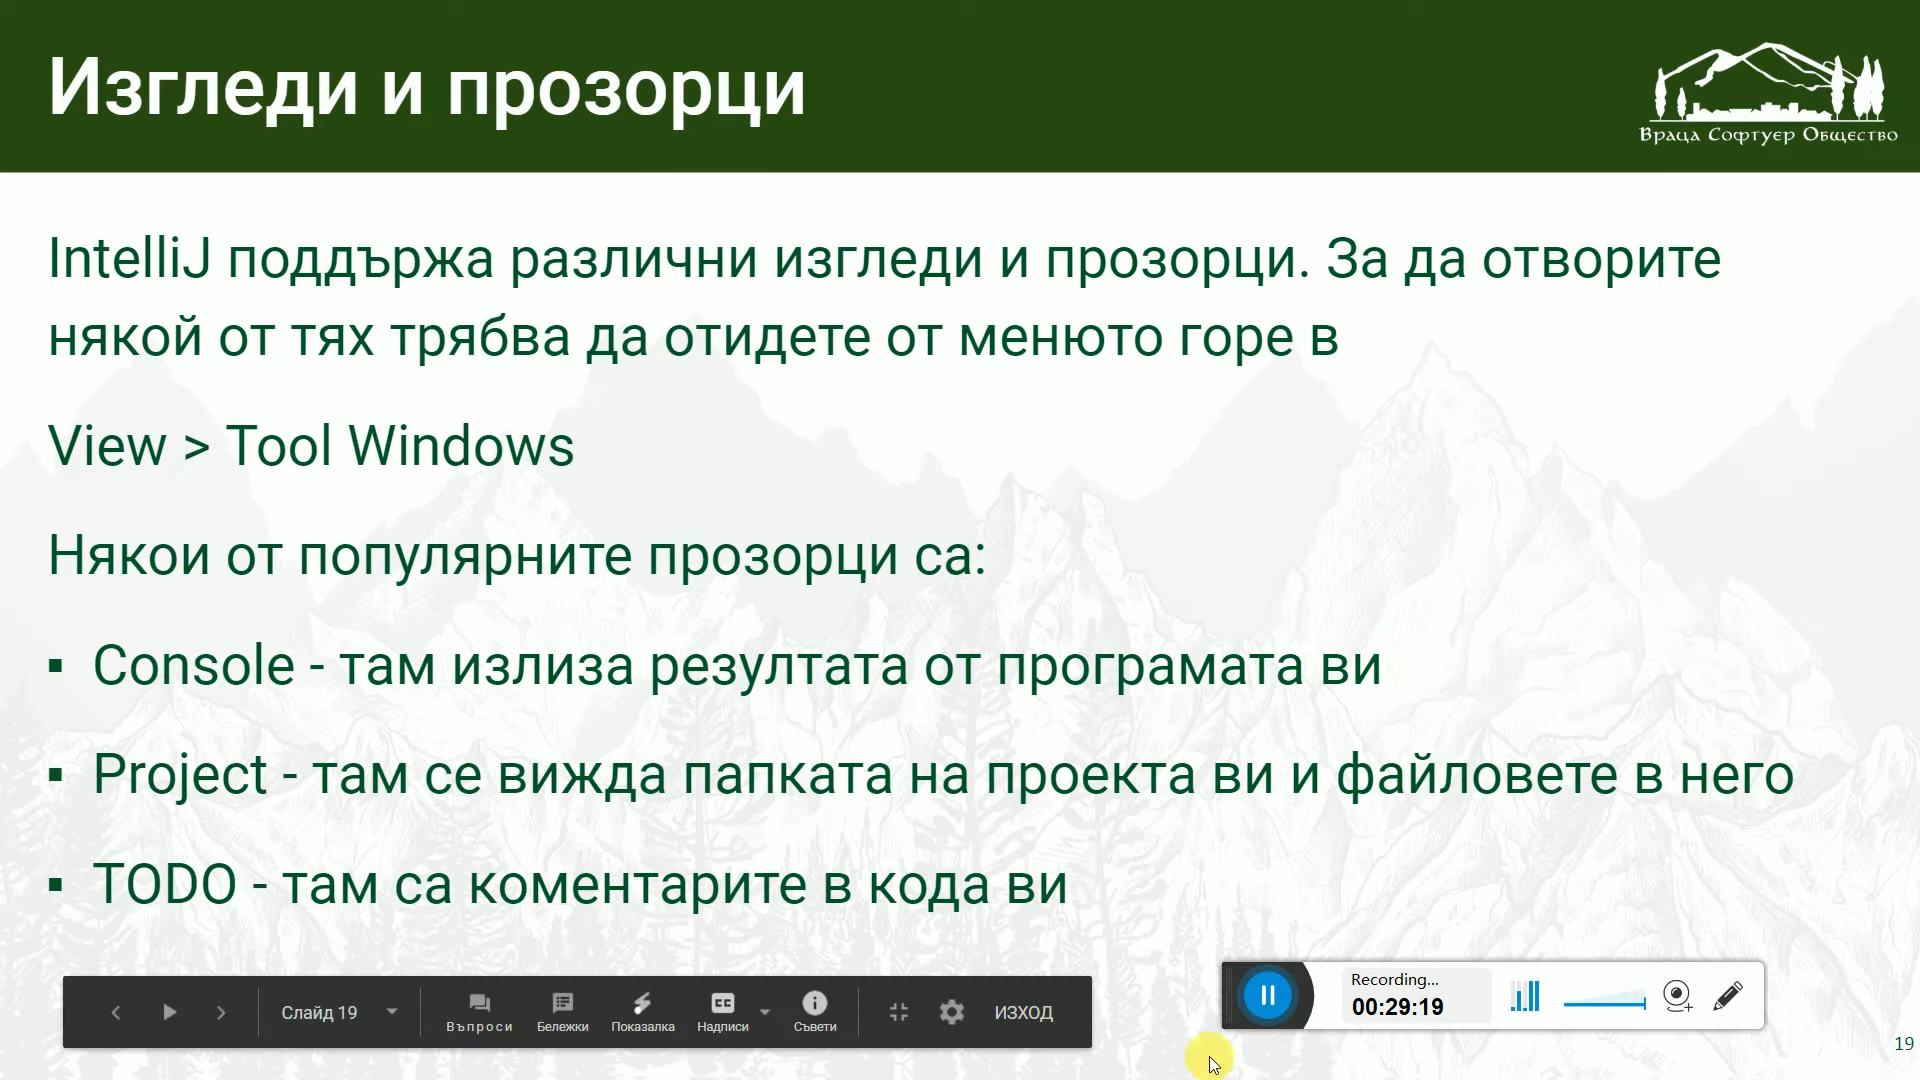 Изгледи и прозорци
Враца Софтуер Общество
IntelliJ поддържа различни изгледи и прозорци. За да отворите
някой от тях трябва да отидете от менюто горе в
View > Tool Windows
Някои от популярните прозорци са:
▪ Console - там излиза резултата от програмата ви
▪ Project - там се вижда папката на проекта ви и файловете в него
▪ TODO - там са коментарите в кода ви
Слайд 19
Въпроси
Бележки
Показалка
CC
Надписи
Съвети
ИЗХОД
Recording...
00:29:19
19